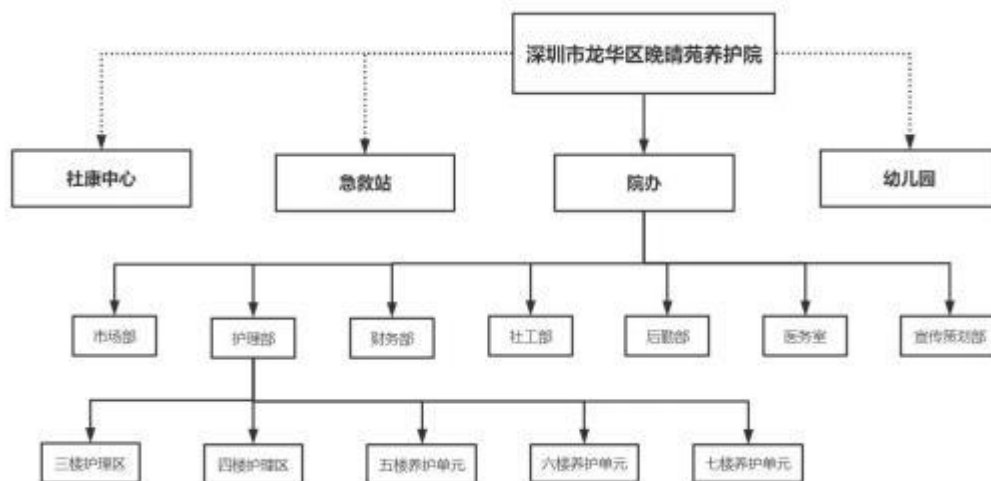 深圳市龙华区晚晴苑养护院
社康中心
急救站
院办
幼儿园
市场部
护理部
财务部
社工部
后勤部
医务室
宣传策划部
三楼护理区
四楼护理区
五楼养护单元
六楼养护单元
七楼养护单元